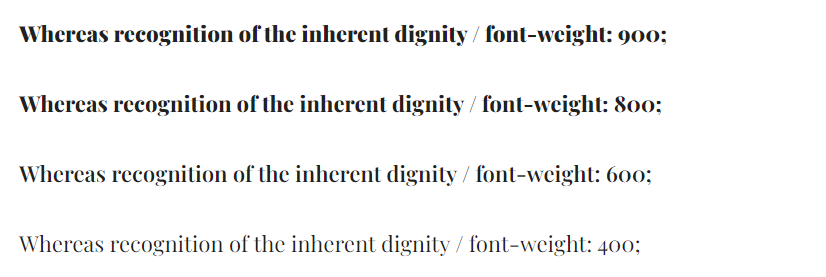 Whereas recognition of the inherent dignity / font-weight: 900;
Whereas recognition of the inherent dignity / font-weight: 800;
Whereas recognition of the inherent dignity / font-weight: 600;
Whereas recognition of the inherent dignity / font-weight: 400;